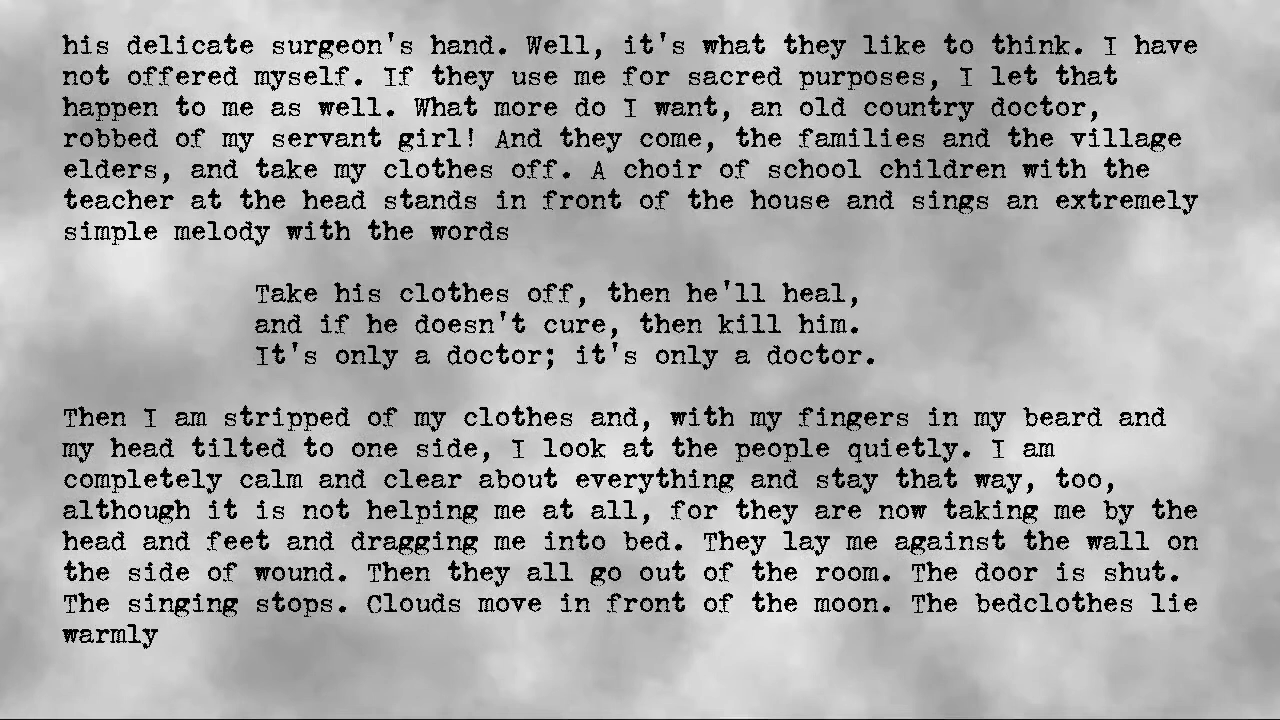 his delicate surgeon's hand. Well, it's what they like to think. I have
not offered myself. If they use me for sacred purposes, I let that
happen to me as well. What more do I want, an old country doctor,
robbed of my servant girl! And they come, the families and the village
elders, and take my clothes off. A choir of school children with the
teacher at the head stands in front of the house and sings an extremely
simple melody with the words
Take his clothes off, then he'll heal,
and if he doesn't cure, then kill him.
It's only a doctor; it's only a doctor.
Then I am stripped of my clothes and, with my fingers in my beard and
my head tilted to one side, I look at the people quietly. I am
completely calm and clear about everything and stay that way, too,
although it is not helping me at all, for they are now taking me by the
head and feet and dragging me into bed. They lay me against the wall on
the side of wound. Then they all go out of the room. The door is shut.
The singing stops. Clouds move in front of the moon. The bedclothes lie
warmly